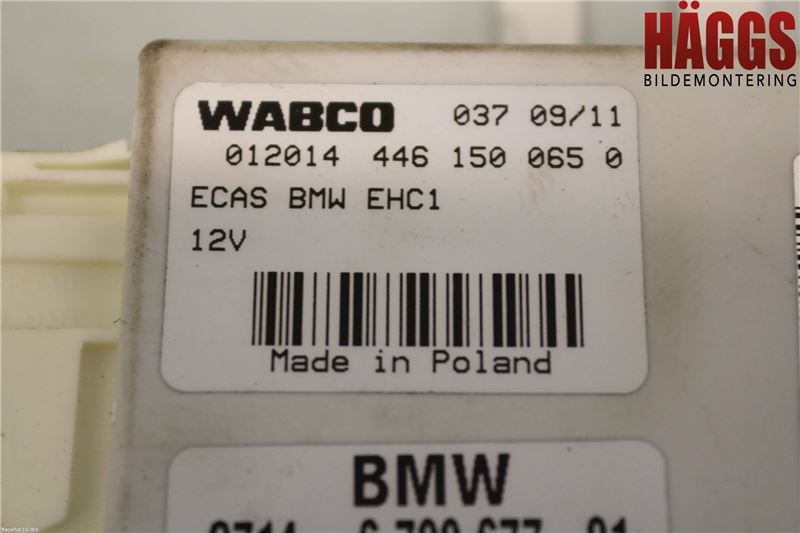 HÄGGS
BILDEMONTERING
WABCO 037 09/11
012014 446 150 065 0
ECAS BMW EHC1
12V
Made in Poland
BMW